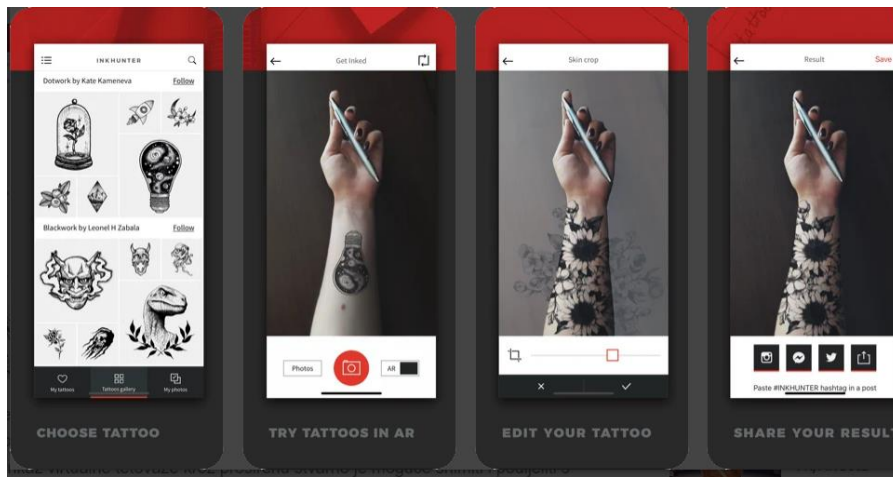 INKHUNTER
Dotwork by Kate Kameneva
Follow
Blackwork by Leonel H Zabala
Follow
My tattoos
Tattoos gallery
My photos
CHOOSE TATTOO
Get Inked
Photos
AR
TRY TATTOOS IN AR
Skin crop
EDIT YOUR TATTOO
Result
Save
Paste #INKHUNTER hashtag in a post
SHARE YOUR RESULT